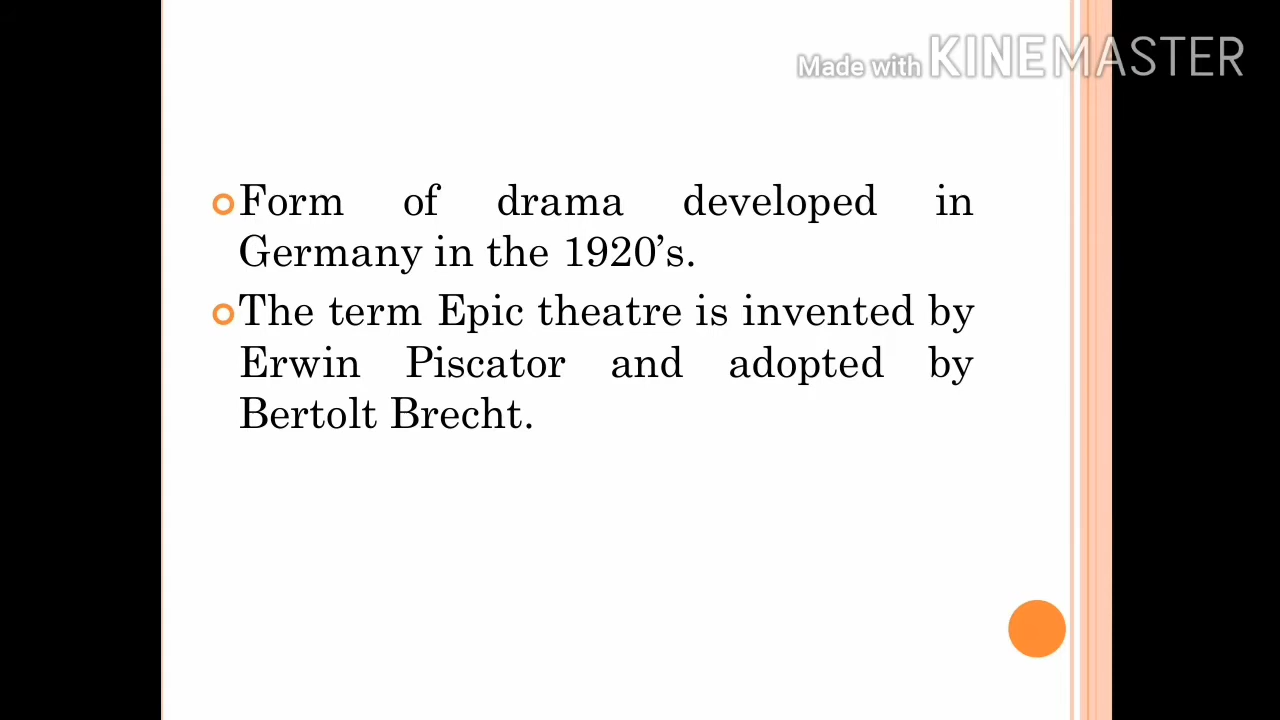 Made with KINEMASTER
Form of drama developed in
Germany in the 1920’s.
The term Epic theatre is invented by
Erwin Piscator and adopted by
Bertolt Brecht.